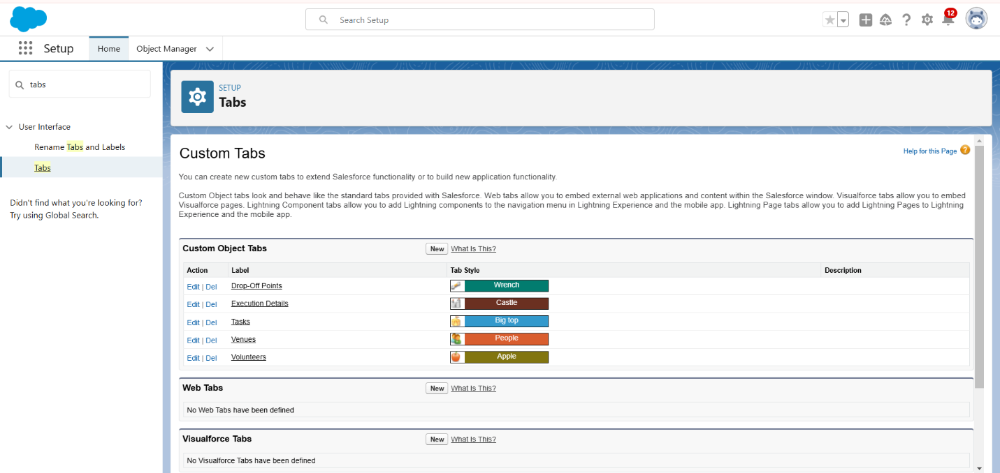 Search Setup
12
Setup
Home
Object Manager
tabs
User Interface
Rename Tabs and Labels
Tabs
Didn't find what you're looking for?
Try using Global Search.
SETUP
Tabs
Custom Tabs
Help for this Page ?
You can create new custom tabs to extend Salesforce functionality or to build new application functionality.
Custom Object tabs look and behave like the standard tabs provided with Salesforce. Web tabs allow you to embed external web applications and content within the Salesforce window. Visualforce tabs allow you to embed
Visualforce pages. Lightning Component tabs allow you to add Lightning components to the navigation menu in Lightning Experience and the mobile app. Lightning Page tabs allow you to add Lightning Pages to Lightning
Experience and the mobile app.
Custom Object Tabs New What Is This?
Action Label Tab Style Description
Edit | Del Drop-Off Points Wrench
Edit | Del Execution Details Castle
Edit | Del Tasks Big top
Edit | Del Venues People
Edit | Del Volunteers Apple
Web Tabs New What Is This?
No Web Tabs have been defined
Visualforce Tabs New What Is This?
No Visualforce Tabs have been defined